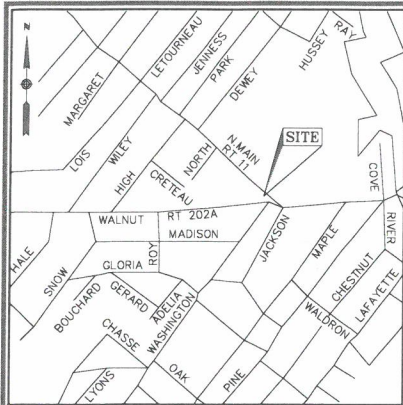 N
RAY
HUSSEY
LETOURNEAU
JENNESS
PARK
DEWEY
MARGARET
N.MAIN
RT 11
SITE
LOIS
WILEY
HIGH
NORTH
CRETEAU
COVE
WALNUT
RT 202A
MADISON
RIVER
HALE
SNOW
GLORIA
ROY
JACKSON
MAPLE
CHESTNUT
LAFAYETTE
BOUCHARD
GERARD
ADELIA
WASHINGTON
WALDRON
CHASSE
LYONS
OAK
PINE